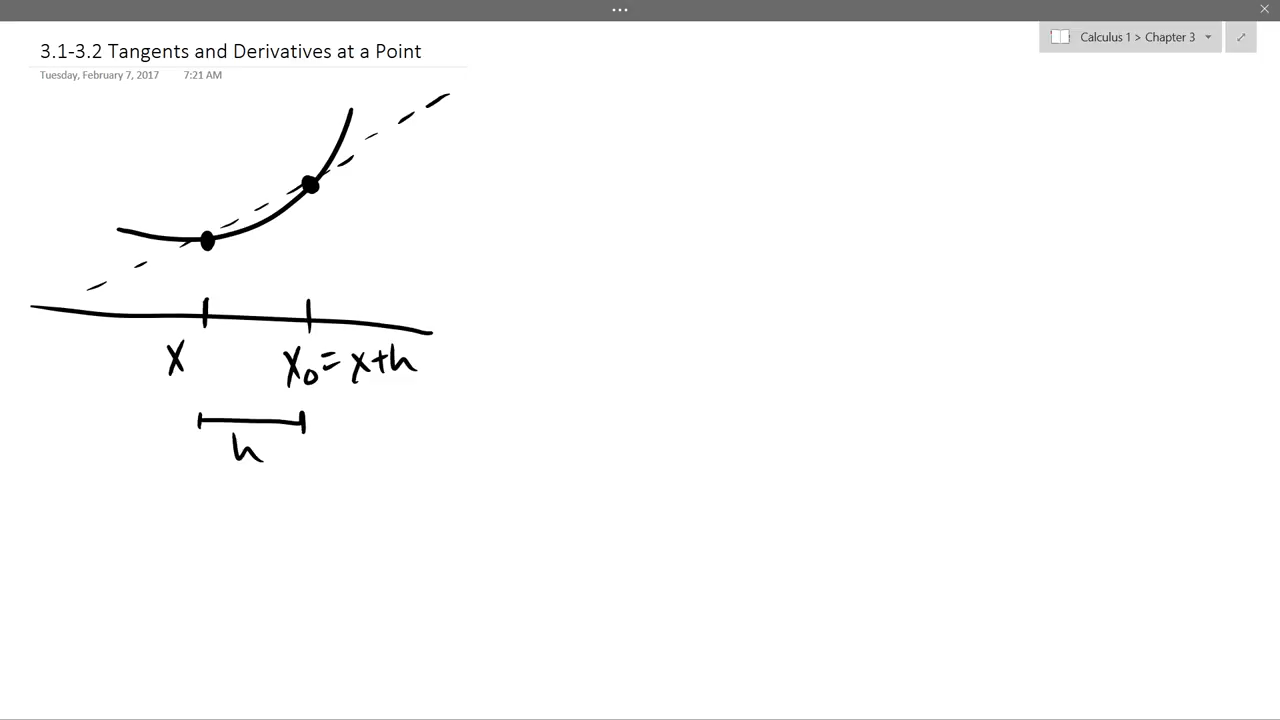 3.1-3.2 Tangents and Derivatives at a Point
Tuesday, February 7, 2017 7:21 AM
Calculus 1 > Chapter 3
x
x₀ = x+h
h